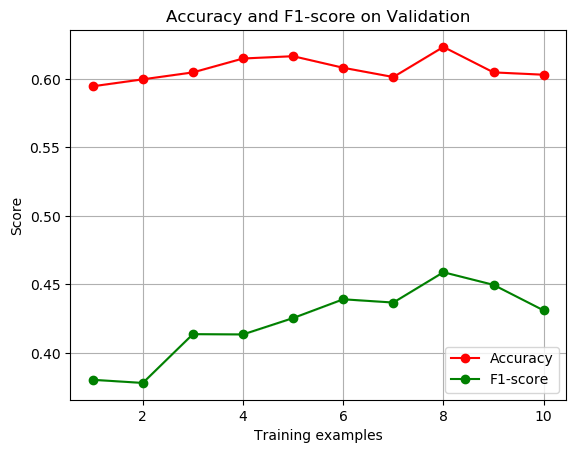 Accuracy and F1-score on Validation
0.60
0.55
0.50
0.45
0.40
Score
2 4 6 8 10
Training examples
Accuracy
F1-score